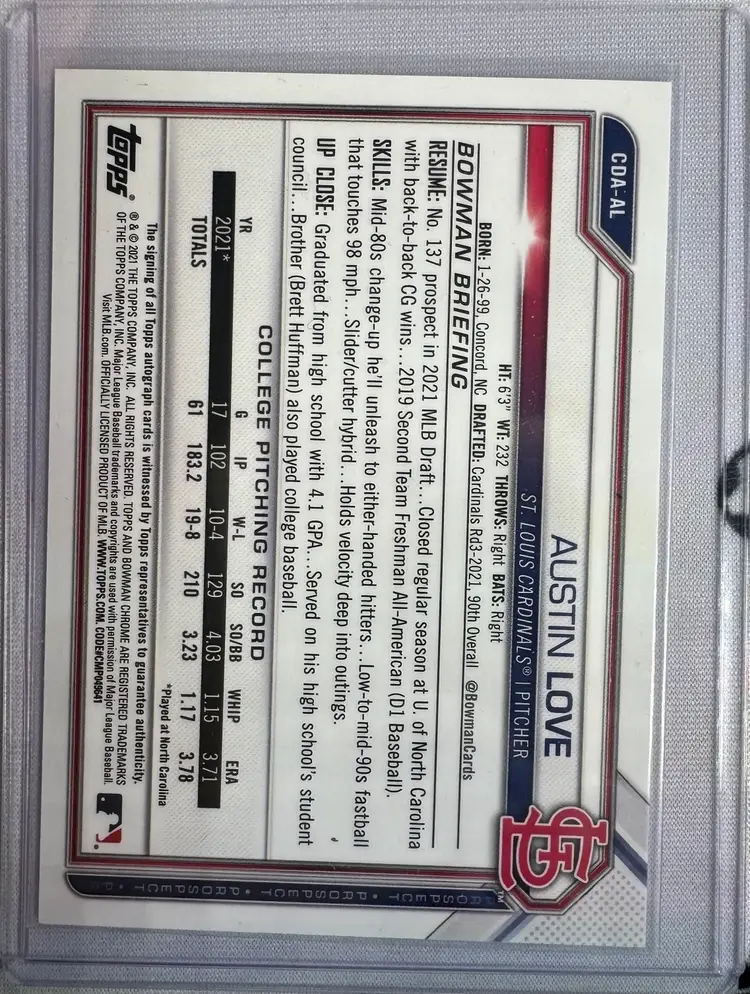 CDA-AL
AUSTIN LOVE
ST. LOUIS CARDINALS® | PITCHER
HT: 6'3" WT: 232 THROWS: Right BATS: Right
BORN: 1-26-99, Concord, NC DRAFTED: Cardinals Rd3-2021, 90th Overall @BowmanCards
BOWMAN BRIEFING
RESUME: No. 137 prospect in 2021 MLB Draft...Closed regular season at U. of North Carolina
with back-to-back CG wins...2019 Second Team Freshman All-American (D1 Baseball).
SKILLS: Mid-80s change-up he'll unleash to either-handed hitters...Low-to-mid-90s fastball
that touches 98 mph...Slider/cutter hybrid...Holds velocity deep into outings.
UP CLOSE: Graduated from high school with 4.1 GPA...Served on his high school's student
council...Brother (Brett Huffman) also played college baseball.
COLLEGE PITCHING RECORD
YR G IP W-L SO SO/BB WHIP ERA
2021* 17 102 10-4 129 4.03 1.15 3.71
TOTALS 61 183.2 19-8 210 3.23 1.17 3.78
*Played at North Carolina
The signing of all Topps autograph cards is witnessed by Topps representatives to guarantee authenticity.
® & © 2021 THE TOPPS COMPANY, INC. ALL RIGHTS RESERVED. TOPPS AND BOWMAN CHROME ARE REGISTERED TRADEMARKS
OF THE TOPPS COMPANY, INC. Major League Baseball trademarks and copyrights are used with permission of Major League Baseball.
Visit MLB.com. OFFICIALLY LICENSED PRODUCT OF MLB. WWW.TOPPS.COM. CODE#CMP049641
topps®
STL
TM
PROSPECT • PROSPECT • PROSPECT • P